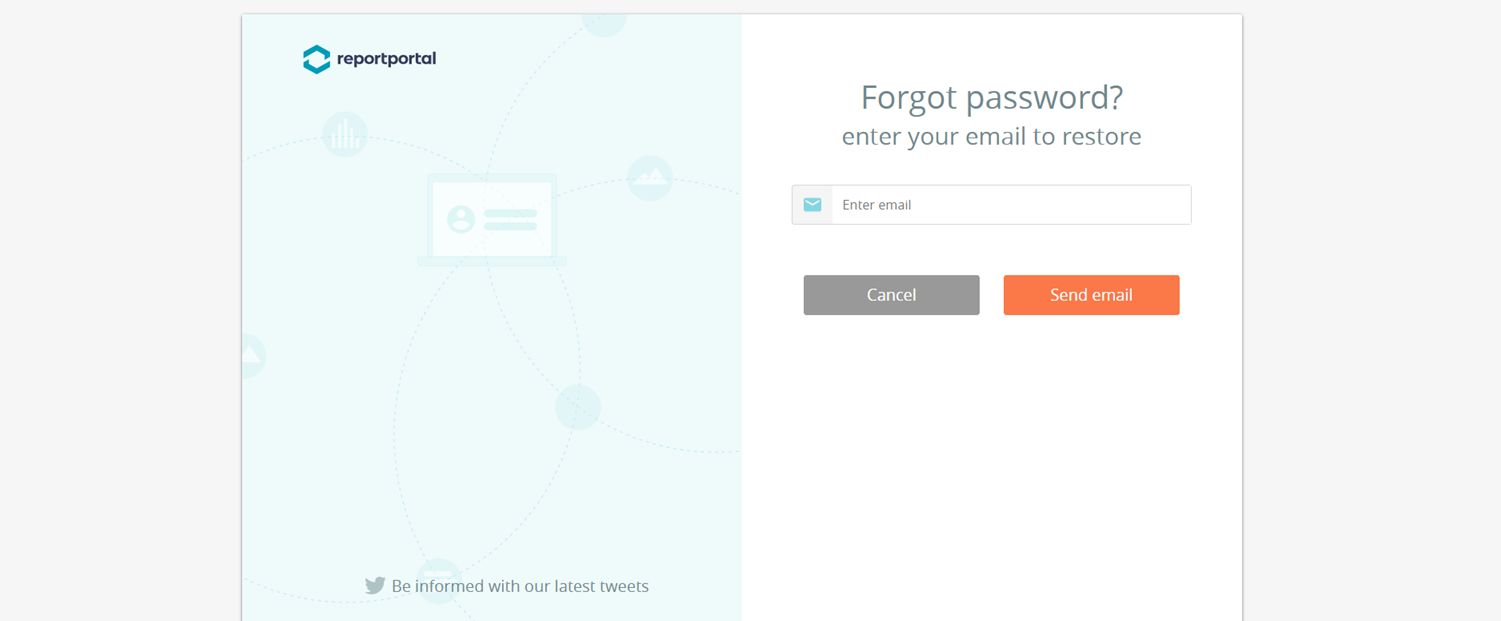 reportportal
Forgot password?
enter your email to restore
Enter email
Cancel
Send email
Be informed with our latest tweets